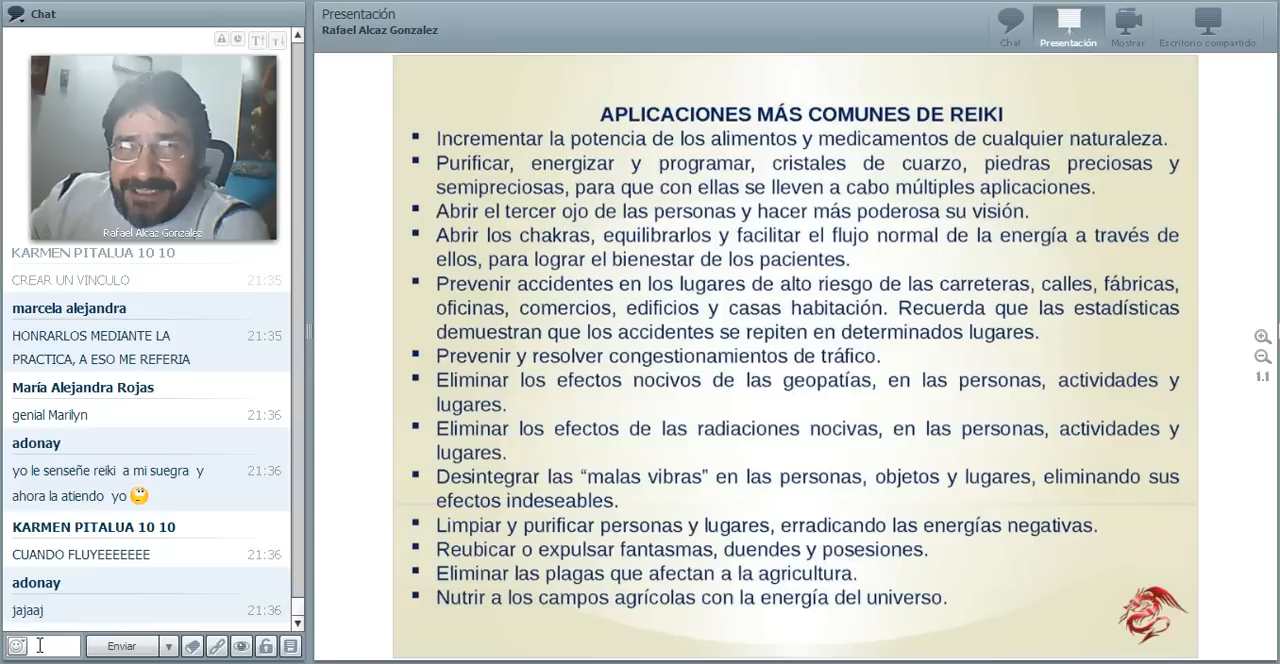 Chat
Rafael Alcaz Gonzalez
KARMEN PITALUA 10 10
CREAR UN VINCULO 21:35
marcela alejandra
HONRARLOS MEDIANTE LA 21:35
PRACTICA, A ESO ME REFERIA
María Alejandra Rojas
genial Marilyn 21:36
adonay
yo le senseñe reiki a mi suegra y 21:36
ahora la atiendo yo
KARMEN PITALUA 10 10
CUANDO FLUYEEEEEEE 21:36
adonay
jajaaj 21:36
Enviar
Presentación
Rafael Alcaz Gonzalez
Chat Presentación Mostrar Escritorio compartido
APLICACIONES MÁS COMUNES DE REIKI
▪ Incrementar la potencia de los alimentos y medicamentos de cualquier naturaleza.
▪ Purificar, energizar y programar, cristales de cuarzo, piedras preciosas y
semipreciosas, para que con ellas se lleven a cabo múltiples aplicaciones.
▪ Abrir el tercer ojo de las personas y hacer más poderosa su visión.
▪ Abrir los chakras, equilibrarlos y facilitar el flujo normal de la energía a través de
ellos, para lograr el bienestar de los pacientes.
▪ Prevenir accidentes en los lugares de alto riesgo de las carreteras, calles, fábricas,
oficinas, comercios, edificios y casas habitación. Recuerda que las estadísticas
demuestran que los accidentes se repiten en determinados lugares.
▪ Prevenir y resolver congestionamientos de tráfico.
▪ Eliminar los efectos nocivos de las geopatías, en las personas, actividades y
lugares.
▪ Eliminar los efectos de las radiaciones nocivas, en las personas, actividades y
lugares.
▪ Desintegrar las “malas vibras” en las personas, objetos y lugares, eliminando sus
efectos indeseables.
▪ Limpiar y purificar personas y lugares, erradicando las energías negativas.
▪ Reubicar o expulsar fantasmas, duendes y posesiones.
▪ Eliminar las plagas que afectan a la agricultura.
▪ Nutrir a los campos agrícolas con la energía del universo.
1.1